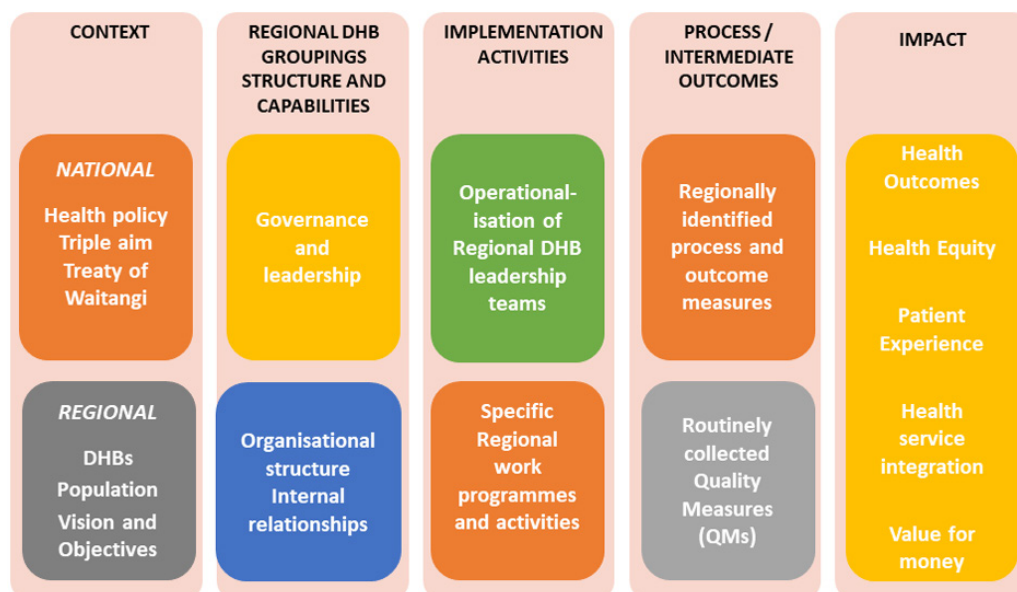 CONTEXT
NATIONAL
Health policy
Triple aim
Treaty of
Waitangi
REGIONAL
DHBs
Population
Vision and
Objectives
REGIONAL DHB
GROUPINGS
STRUCTURE AND
CAPABILITIES
Governance
and
leadership
Organisational
structure
Internal
relationships
IMPLEMENTATION
ACTIVITIES
Operational-
isation of
Regional DHB
leadership
teams
Specific
Regional
work
programmes
and activities
PROCESS /
INTERMEDIATE
OUTCOMES
Regionally
identified
process and
outcome
measures
Routinely
collected
Quality
Measures
(QMs)
IMPACT
Health
Outcomes
Health Equity
Patient
Experience
Health
service
integration
Value for
money